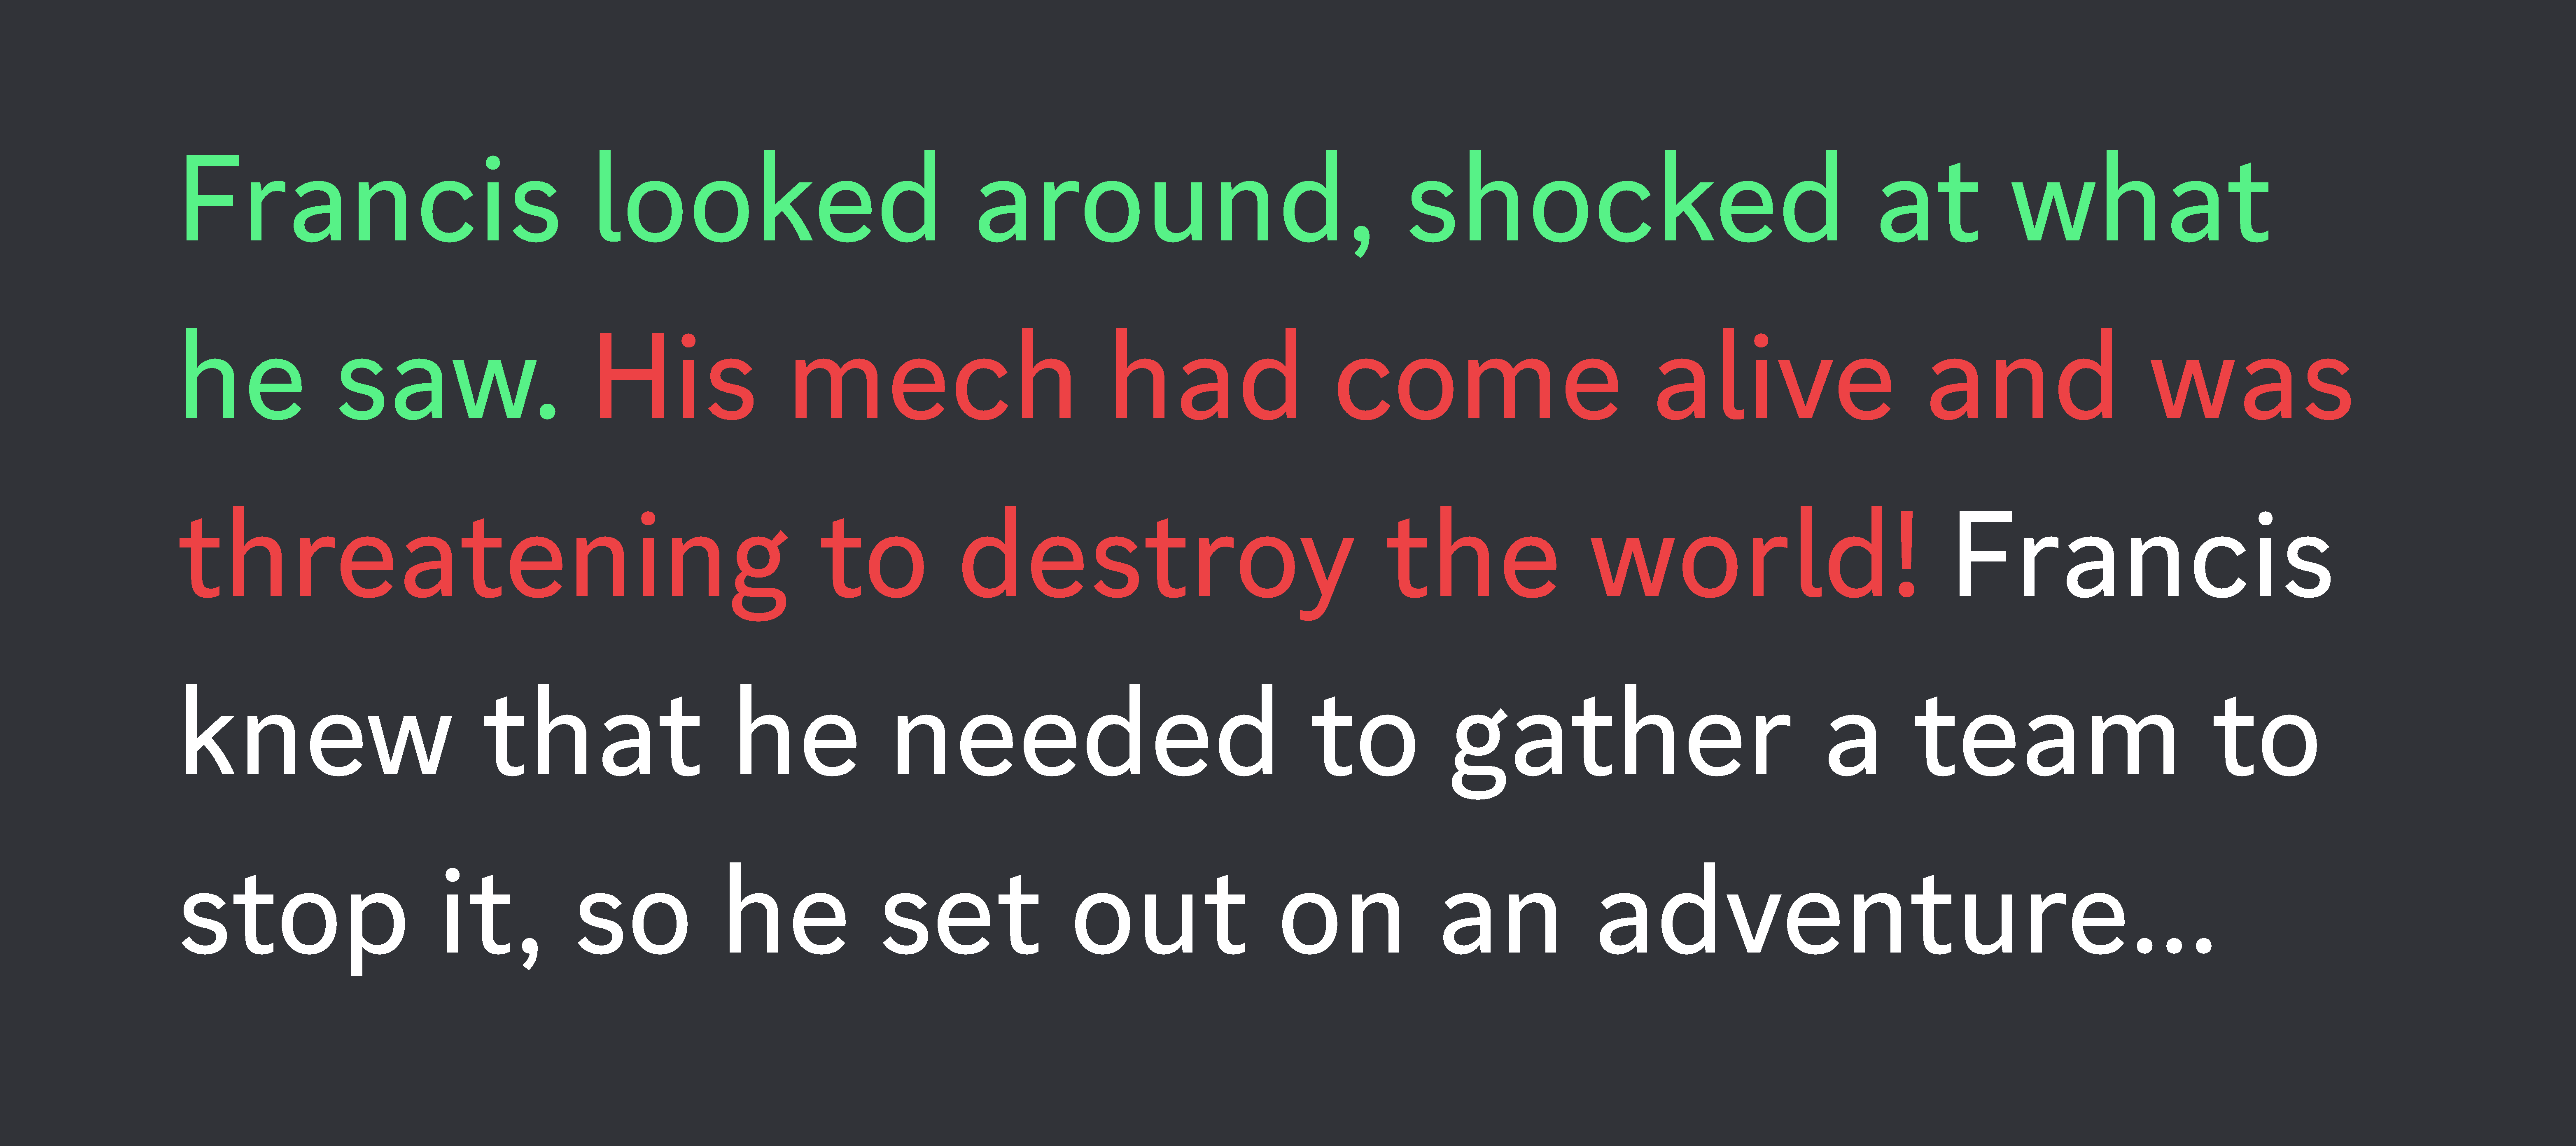 Francis looked around, shocked at what
he saw. His mech had come alive and was
threatening to destroy the world! Francis
knew that he needed to gather a team to
stop it, so he set out on an adventure...